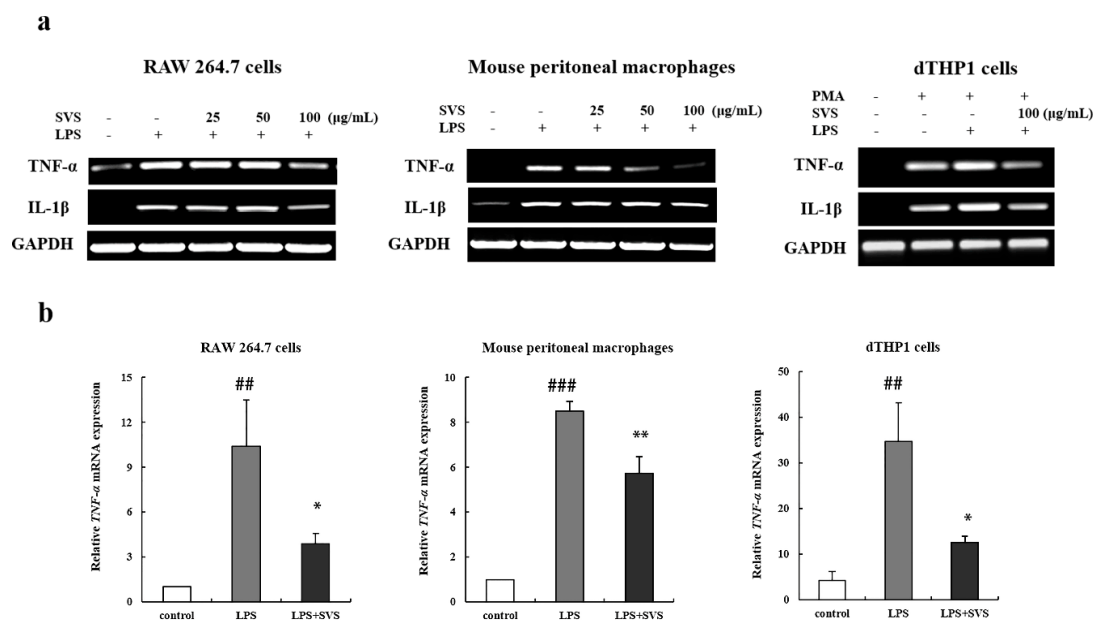 a
RAW 264.7 cells
SVS - - 25 50 100 (μg/mL)
LPS - + + + +
TNF-α
IL-1β
GAPDH
Mouse peritoneal macrophages
SVS - - 25 50 100 (μg/mL)
LPS - + + + +
TNF-α
IL-1β
GAPDH
dTHP1 cells
PMA - + + +
SVS - - - 100 (μg/mL)
LPS - - + +
TNF-α
IL-1β
GAPDH
b
RAW 264.7 cells
Relative TNF-α mRNA expression
15
12
9
6
3
0
##
*
control LPS LPS+SVS
Mouse peritoneal macrophages
Relative TNF-α mRNA expression
10
8
6
4
2
0
###
**
control LPS LPS+SVS
dTHP1 cells
Relative TNF-α mRNA expression
50
40
30
20
10
0
##
*
control LPS LPS+SVS